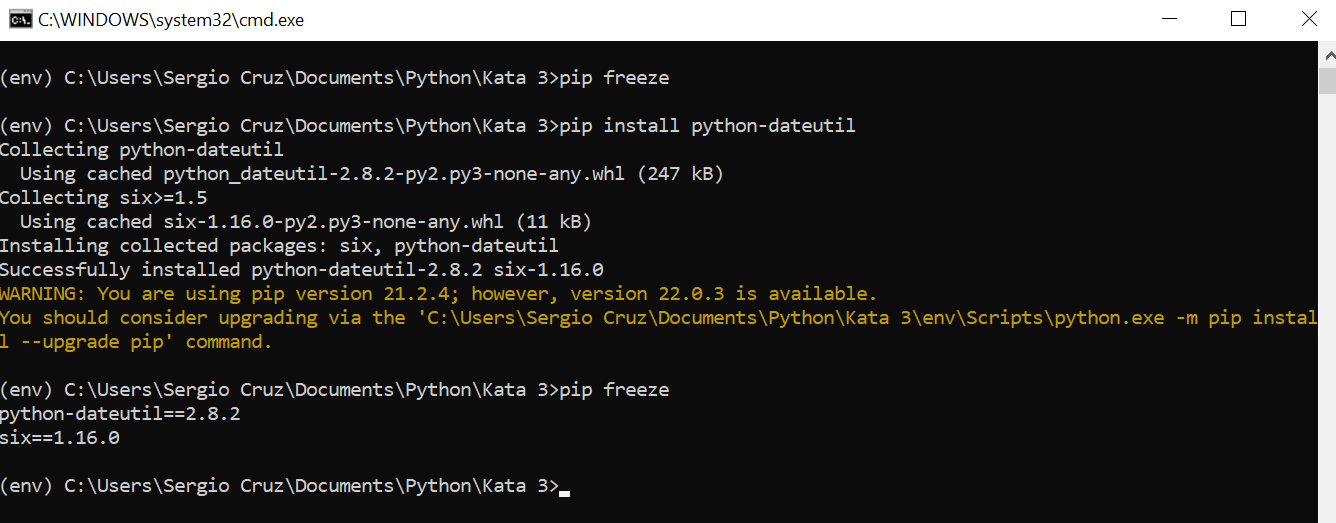 C:\WINDOWS\system32\cmd.exe
(env) C:\Users\Sergio Cruz\Documents\Python\Kata 3>pip freeze
(env) C:\Users\Sergio Cruz\Documents\Python\Kata 3>pip install python-dateutil
Collecting python-dateutil
  Using cached python_dateutil-2.8.2-py2.py3-none-any.whl (247 kB)
Collecting six>=1.5
  Using cached six-1.16.0-py2.py3-none-any.whl (11 kB)
Installing collected packages: six, python-dateutil
Successfully installed python-dateutil-2.8.2 six-1.16.0
WARNING: You are using pip version 21.2.4; however, version 22.0.3 is available.
You should consider upgrading via the 'C:\Users\Sergio Cruz\Documents\Python\Kata 3\env\Scripts\python.exe -m pip instal
l --upgrade pip' command.
(env) C:\Users\Sergio Cruz\Documents\Python\Kata 3>pip freeze
python-dateutil==2.8.2
six==1.16.0
(env) C:\Users\Sergio Cruz\Documents\Python\Kata 3>